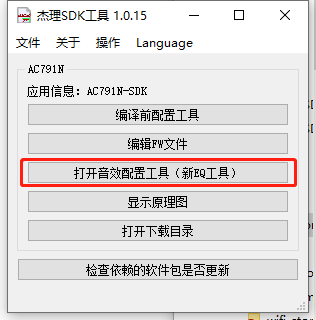 杰理SDK工具 1.0.15
文件 关于 操作 Language
AC791N
应用信息：AC791N-SDK
编译前配置工具
编辑FW文件
打开音效配置工具（新EQ工具）
显示原理图
打开下载目录
检查依赖的软件包是否更新